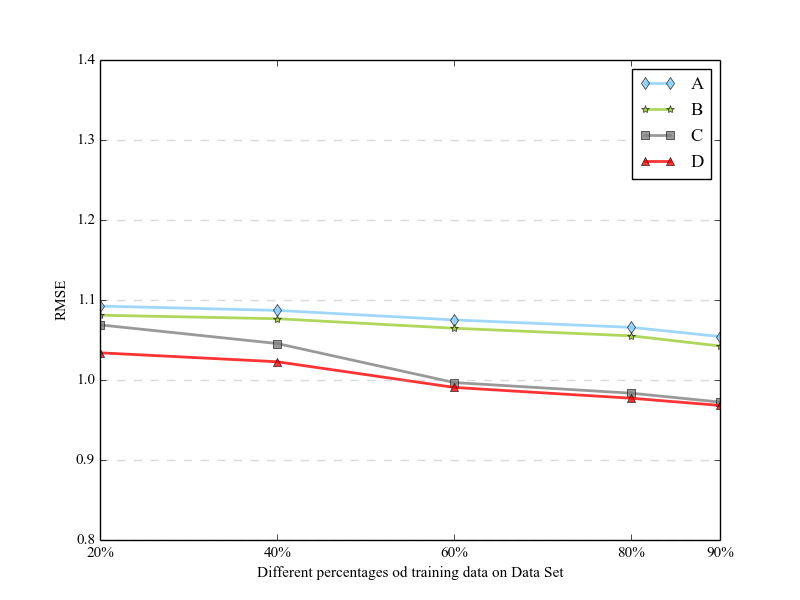 1.4
1.3
1.2
1.1
1.0
0.9
0.8
RMSE
A
B
C
D
20% 40% 60% 80% 90%
Different percentages od training data on Data Set